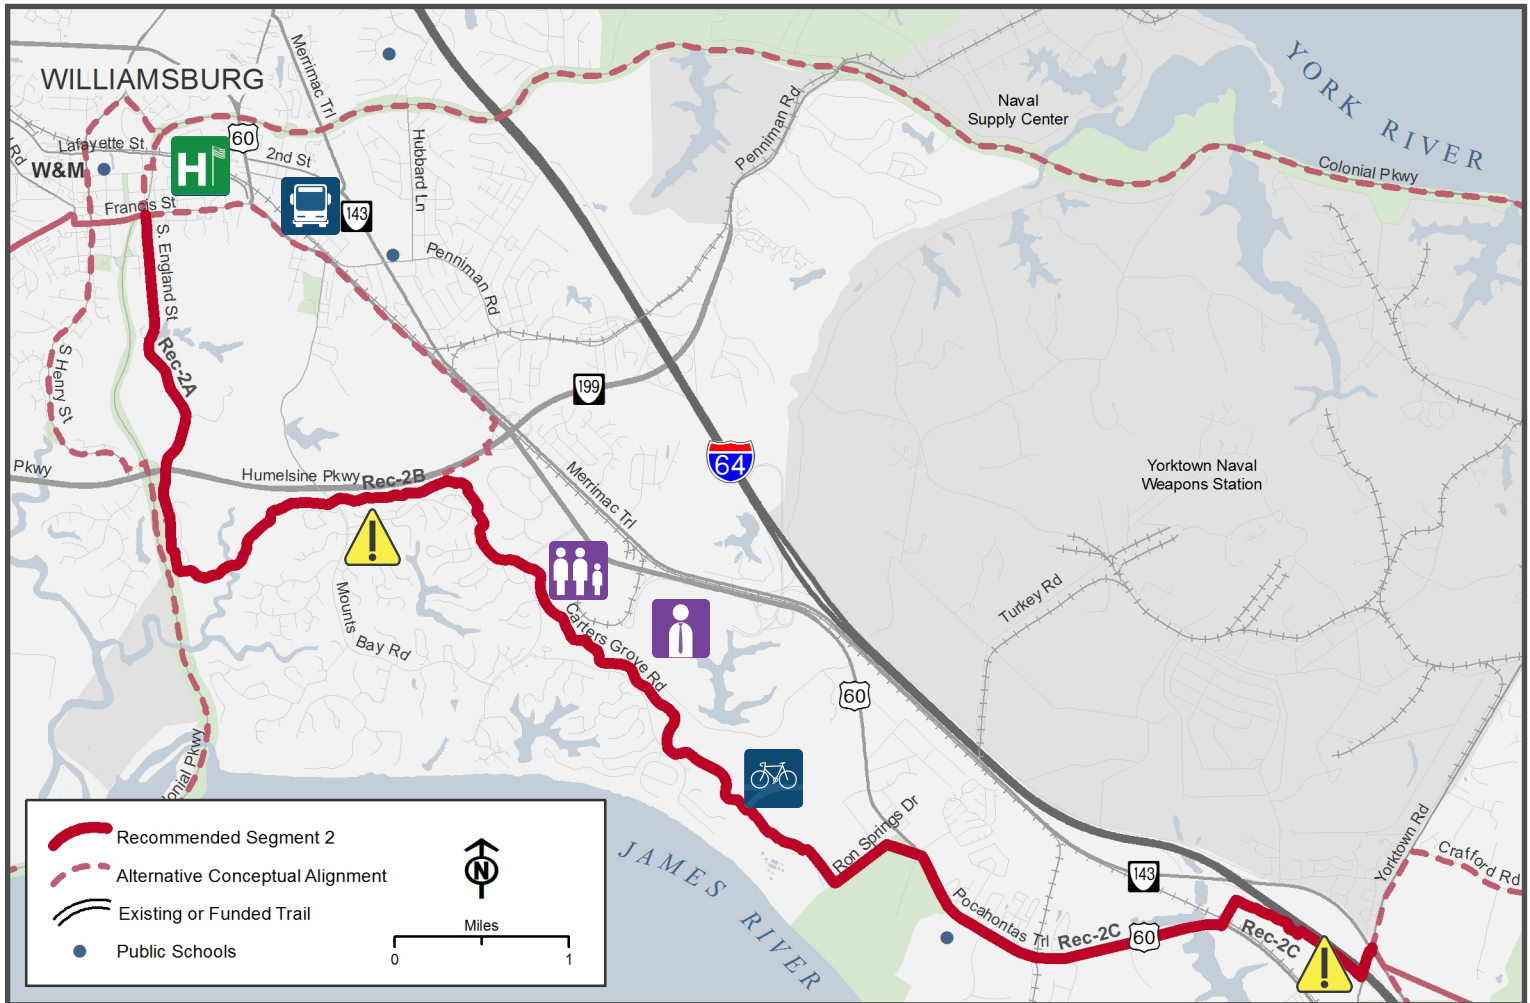 WILLIAMSBURG
Merrimac Trl
YORK RIVER
Naval
Supply Center
Penniman Rd
60
Lafayette St
Rd
W&M
H
2nd St
Hubbard Ln
Colonial Pkwy
Francis St
143
S. England St
Penniman Rd
Rec-2A
S Henry St
199
64
Pkwy
Humelsine Pkwy
Rec-2B
Merrimac Trl
Yorktown Naval
Weapons Station
Mounts
Bay Rd
Carters Grove Rd
Turkey Rd
60
onial Pkwy
Ron Springs Dr
Yorktown Rd
Crafford Rd
143
Pocahontas Trl
Rec-2C
60
Rec-2C
JAMES RIVER
Recommended Segment 2
Alternative Conceptual Alignment
Existing or Funded Trail
Public Schools
N
Miles
0 1